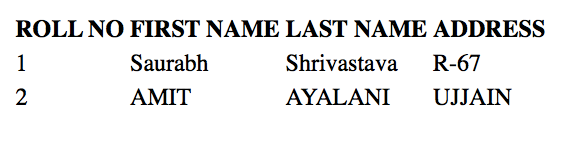 ROLL NO FIRST NAME LAST NAME ADDRESS
1 Saurabh Shrivastava R-67
2 AMIT AYALANI UJJAIN